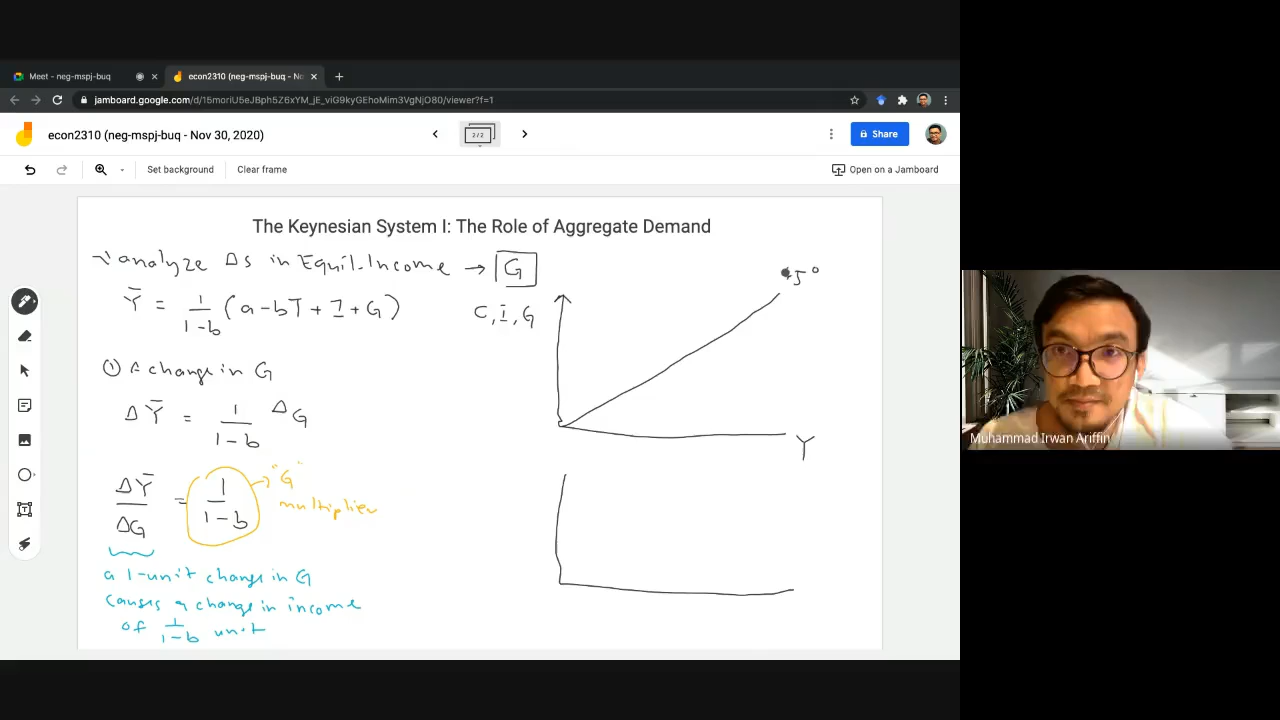 Meet - neg-mspj-buq
econ2310 (neg-mspj-buq - No
jamboard.google.com/d/15moriU5eJBph5Z6xYM_jE_viG9kyGEhoMim3VgNjO80/viewer?f=1
econ2310 (neg-mspj-buq - Nov 30, 2020)
2/2
Share
Set background
Clear frame
Open on a Jamboard
The Keynesian System I: The Role of Aggregate Demand
analyze Δs in Equil. Income → G
Ȳ = 1/(1-b) (a - bT + I + G)
① A change in G
ΔȲ = 1/(1-b) ΔG
ΔȲ/ΔG = 1/(1-b) → "G"
multiplier
a 1-unit change in G
causes a change in income
of 1/(1-b) unit
5°
C, I, G
Y
Muhammad Irwan Ariffin